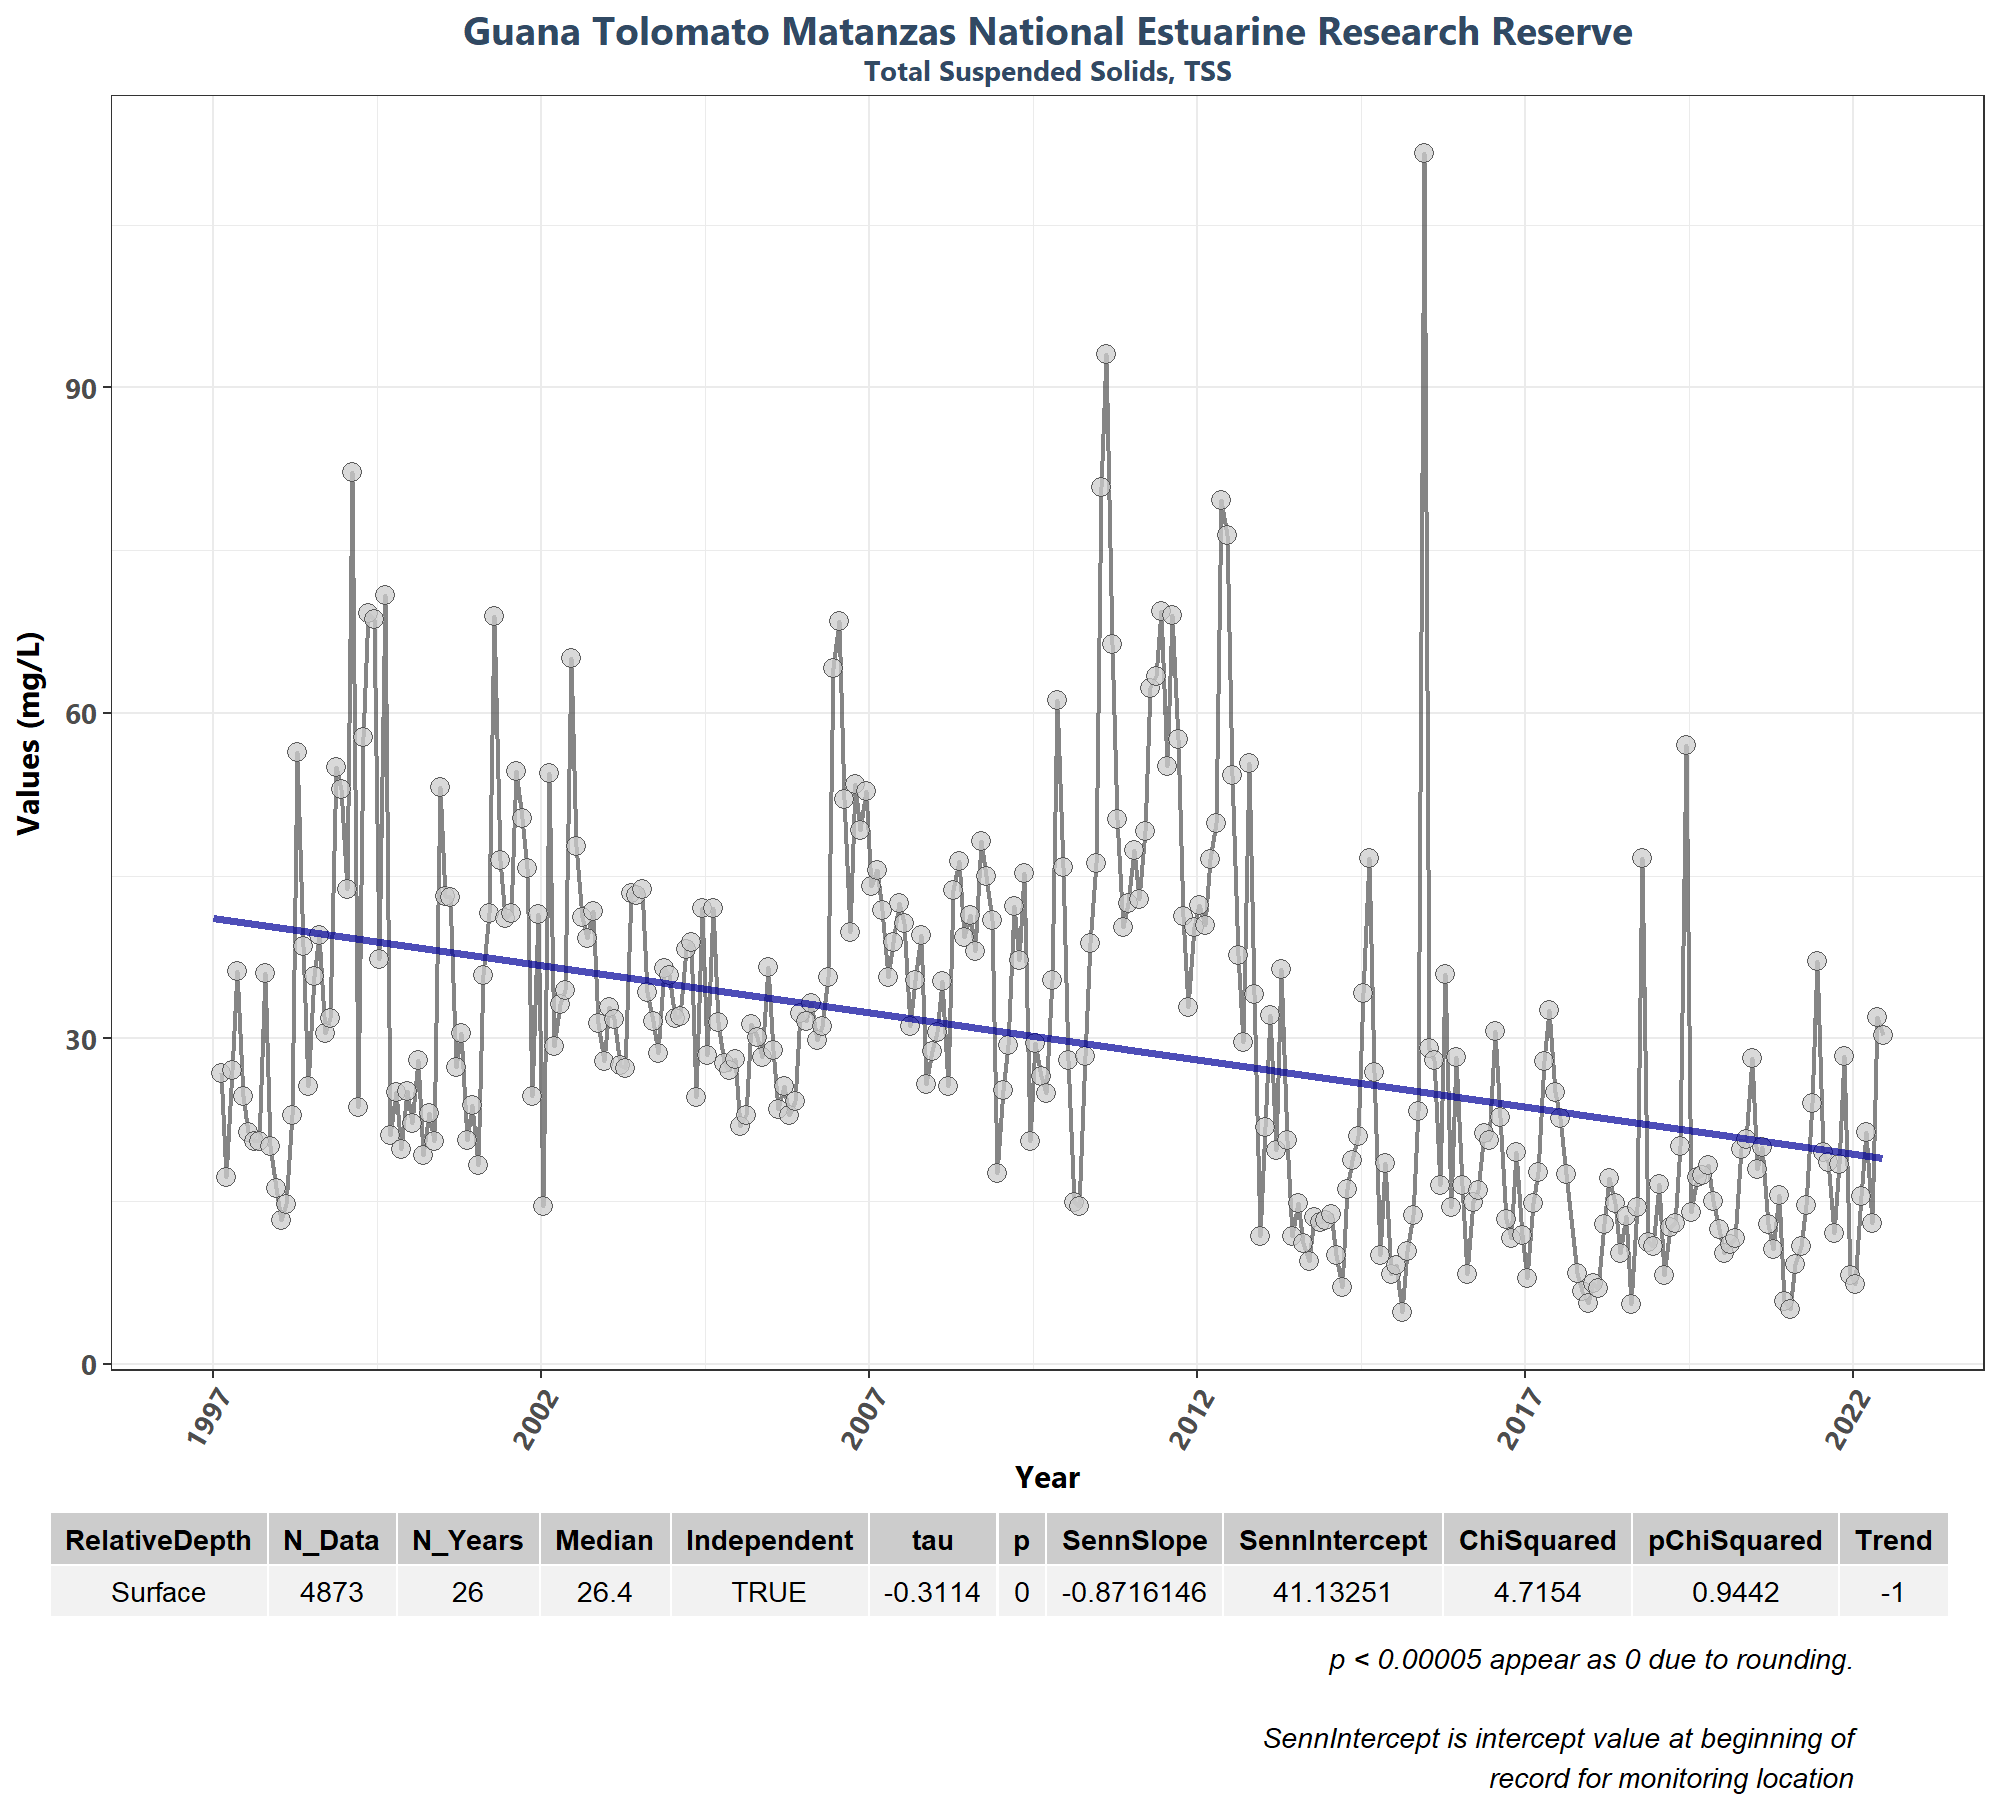 Guana Tolomato Matanzas National Estuarine Research Reserve
Total Suspended Solids, TSS
Values (mg/L)
90
60
30
0
1997 2002 2007 2012 2017 2022
Year
RelativeDepth N_Data N_Years Median Independent tau p SennSlope SennIntercept ChiSquared pChiSquared Trend
Surface 4873 26 26.4 TRUE -0.3114 0 -0.8716146 41.13251 4.7154 0.9442 -1
p < 0.00005 appear as 0 due to rounding.
SennIntercept is intercept value at beginning of
record for monitoring location